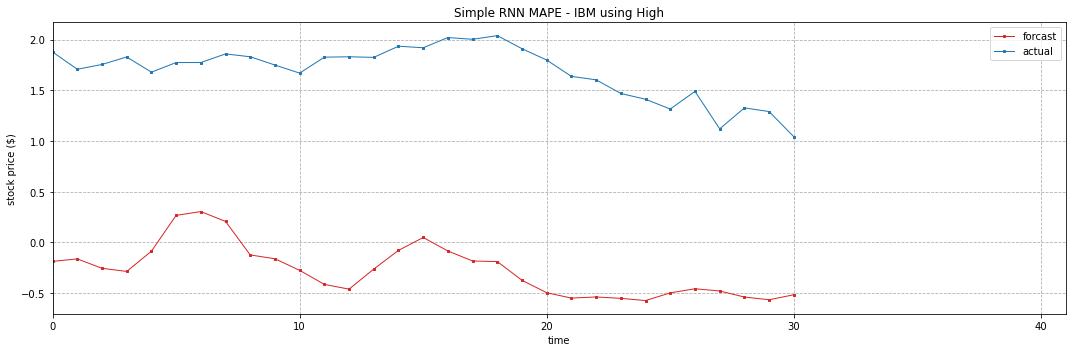 Simple RNN MAPE - IBM using High
forcast
actual
stock price ($)
2.0
1.5
1.0
0.5
0.0
−0.5
0
10
20
30
40
time